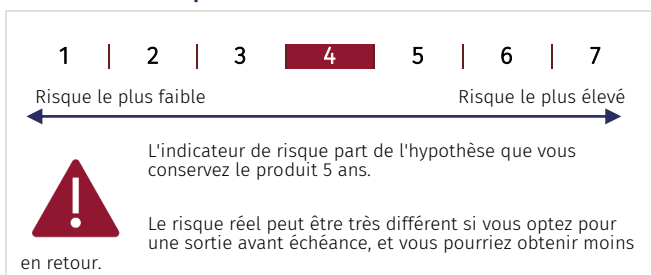 1 | 2 | 3 | 4 | 5 | 6 | 7
Risque le plus faible Risque le plus élevé
L'indicateur de risque part de l'hypothèse que vous
conservez le produit 5 ans.
Le risque réel peut être très différent si vous optez pour
une sortie avant échéance, et vous pourriez obtenir moins
en retour.